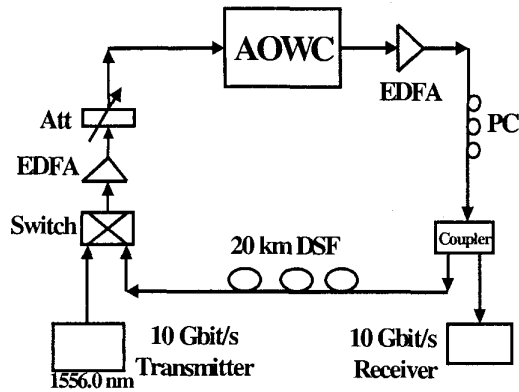 AOWC
EDFA
Att
PC
EDFA
Switch
Coupler
20 km DSF
10 Gbit/s
Transmitter
1556.0 nm
10 Gbit/s
Receiver